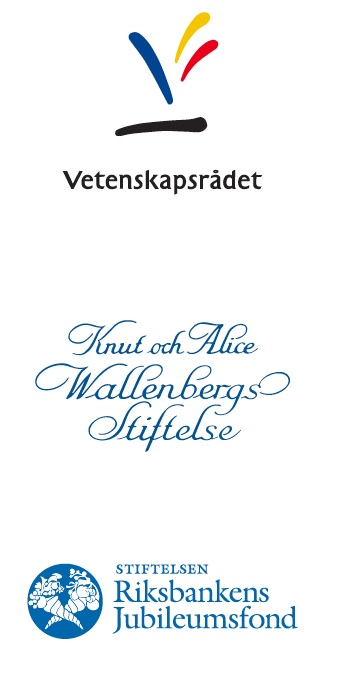 Vetenskapsrådet
Knut och Alice
Wallenbergs
Stiftelse
STIFTELSEN
Riksbankens
Jubileumsfond